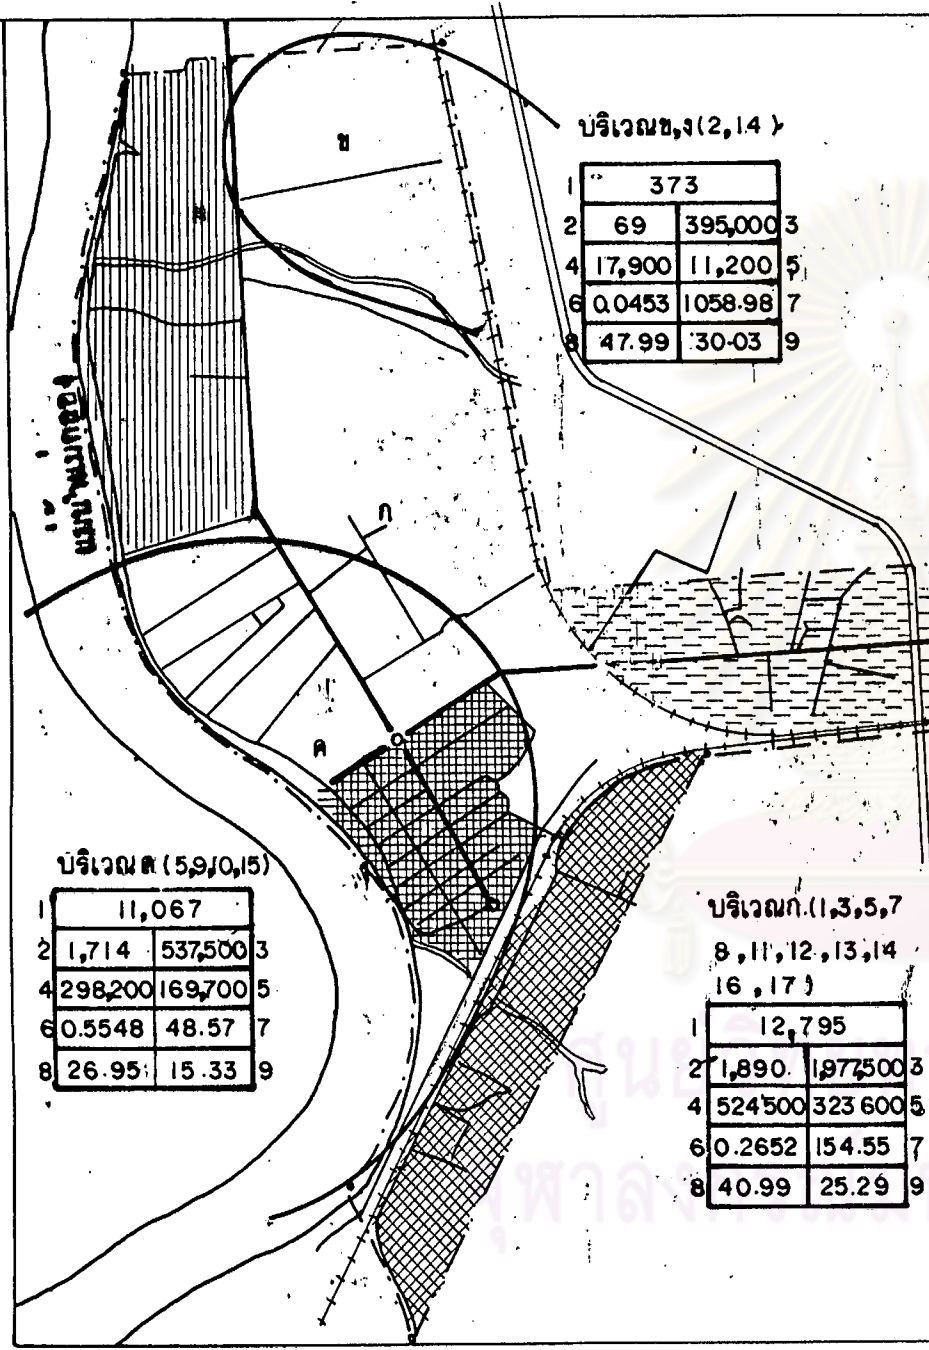 ข
บริเวณข,ง(2,14)
1 373
2 69 395,000 3
4 17,900 11,200 5
6 0.0453 1058.98 7
8 47.99 30.03 9
ก
ค
บริเวณค(5,9,10,15)
1 11,067
2 1,714 537,500 3
4 298,200 169,700 5
6 0.5548 48.57 7
8 26.95 15.33 9
บริเวณก.(1,3,5,7
8,11,12,13,14
16,17)
1 12,795
2 1,890 1,977,500 3
4 524500 323600 5
6 0.2652 154.55 7
8 40.99 25.29 9